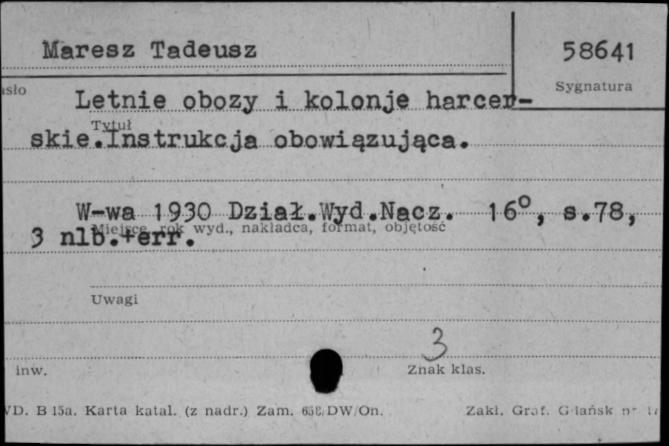 Maresz Tadeusz
58641
Sygnatura
Letnie obozy i kolonje harcer-
Tytuł
skie.Instrukcja obowiązująca.
W-wa 1930 Dział.Wyd.Nacz. 16°, s.78,
Miejsce, rok wyd., nakładca, format, objętość
3 nlb.+err.
Uwagi
3
inw.
Znak klas.
B 15a. Karta katal. (z nadr.) Zam. DW/On.
Zakł. Graf. Gdańsk